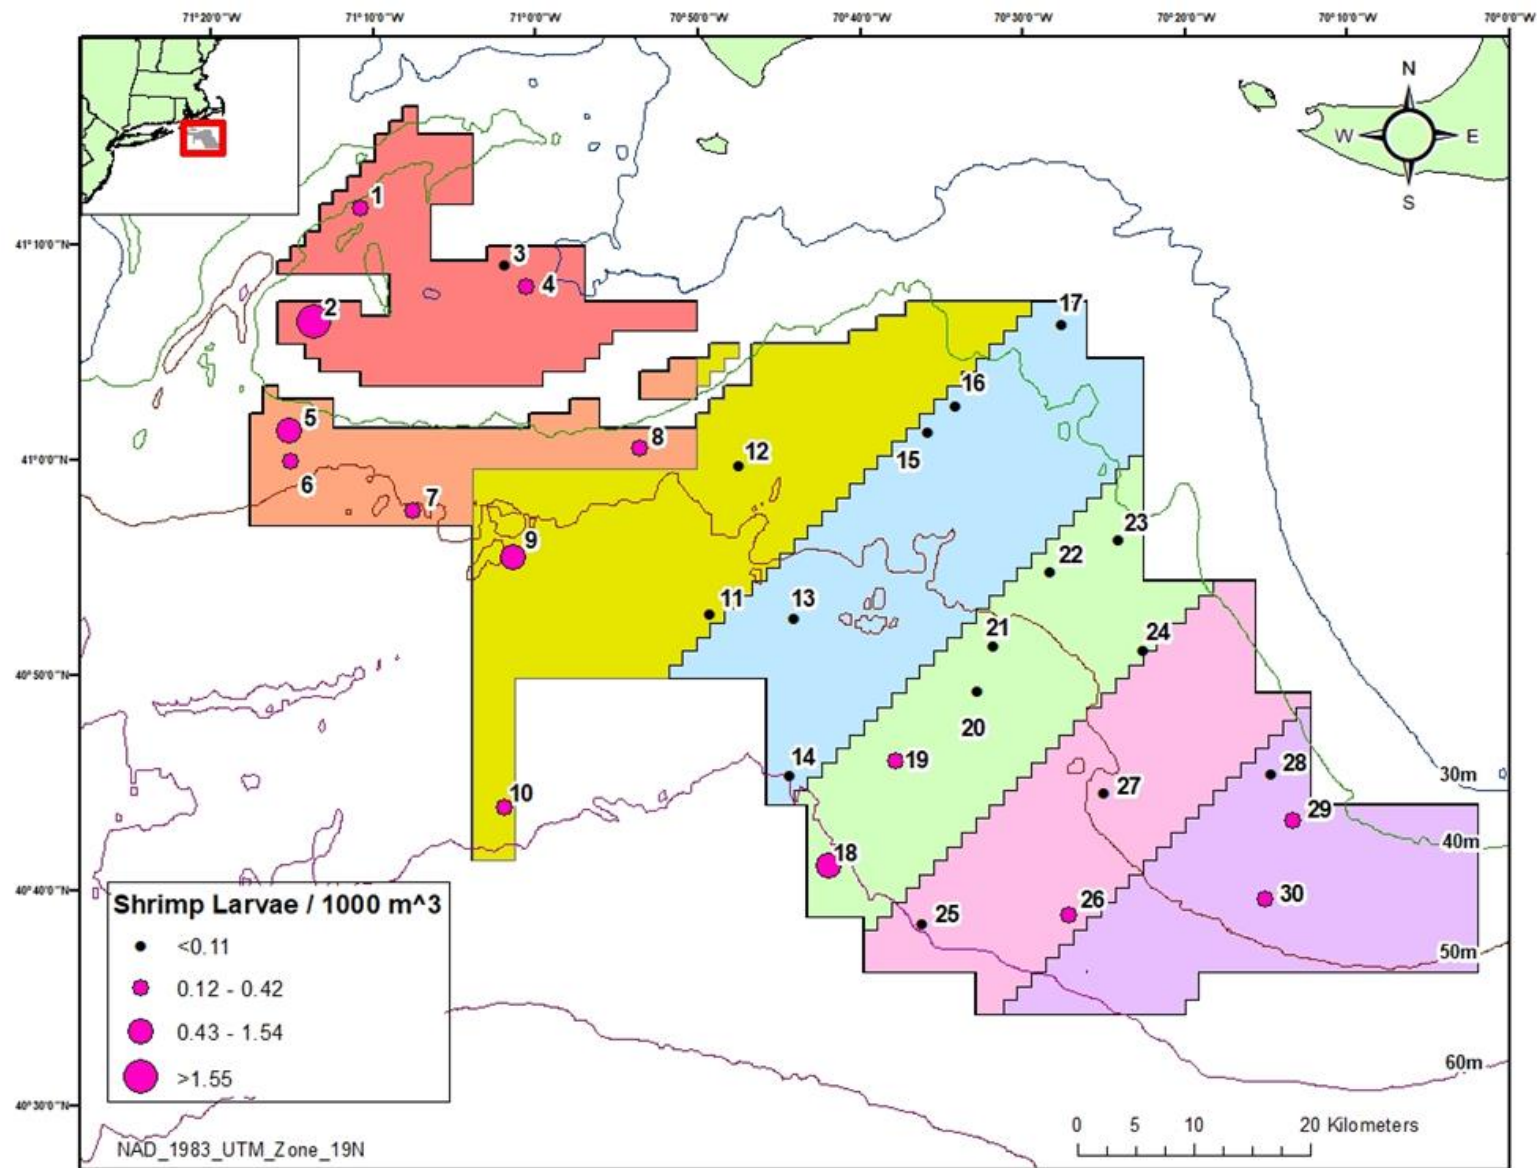 71°20'0"W 71°10'0"W 71°0'0"W 70°50'0"W 70°40'0"W 70°30'0"W 70°20'0"W 70°10'0"W 70°0'0"W
N
W E
S
1
41°10'0"N
3
4
2
17
16
5
15
8
12
41°0'0"N
6
7
23
9
22
11
13
21
24
40°50'0"N
20
19
14
28
30m
27
10
29
40m
18
40°40'0"N
26
30
25
50m
60m
Shrimp Larvae / 1000 m^3
<0.11
0.12 - 0.42
0.43 - 1.54
>1.55
40°30'0"N
0 5 10 20 Kilometers
NAD_1983_UTM_Zone_19N